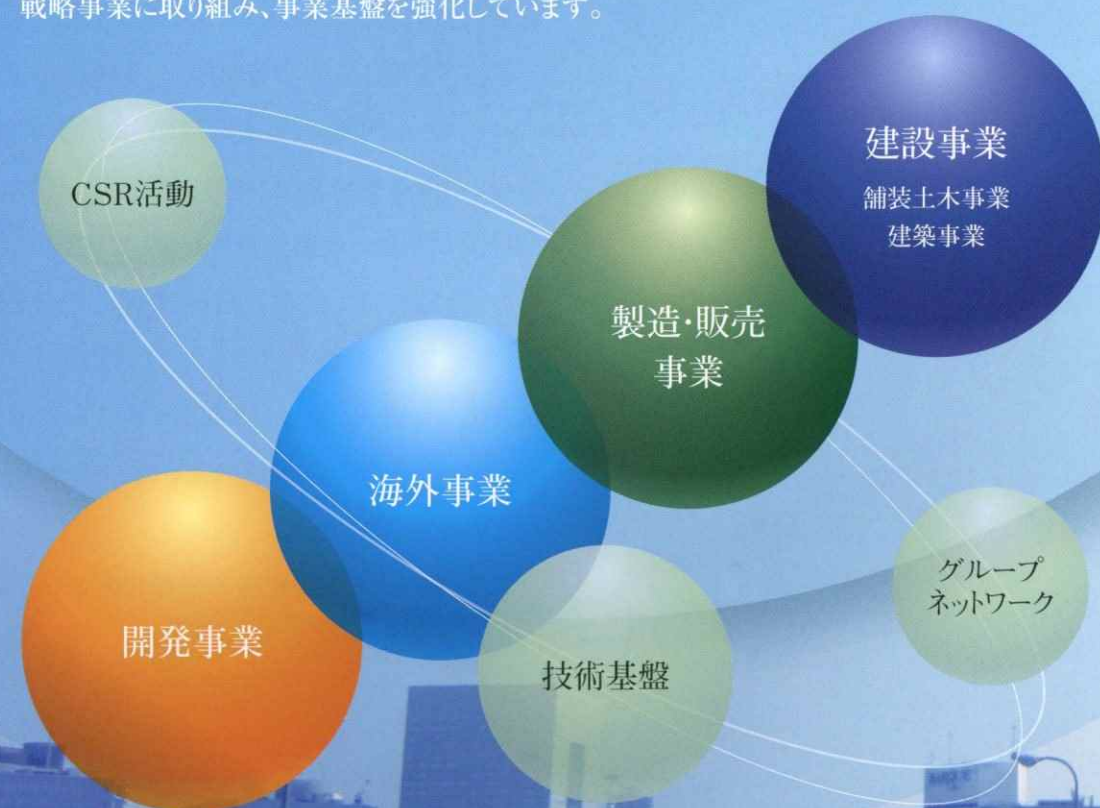 戦略事業に取り組み、事業基盤を強化しています。
建設事業
舗装土木事業
建築事業
CSR活動
製造·販売
事業
海外事業
グループ
ネットワーク
開発事業
技術基盤